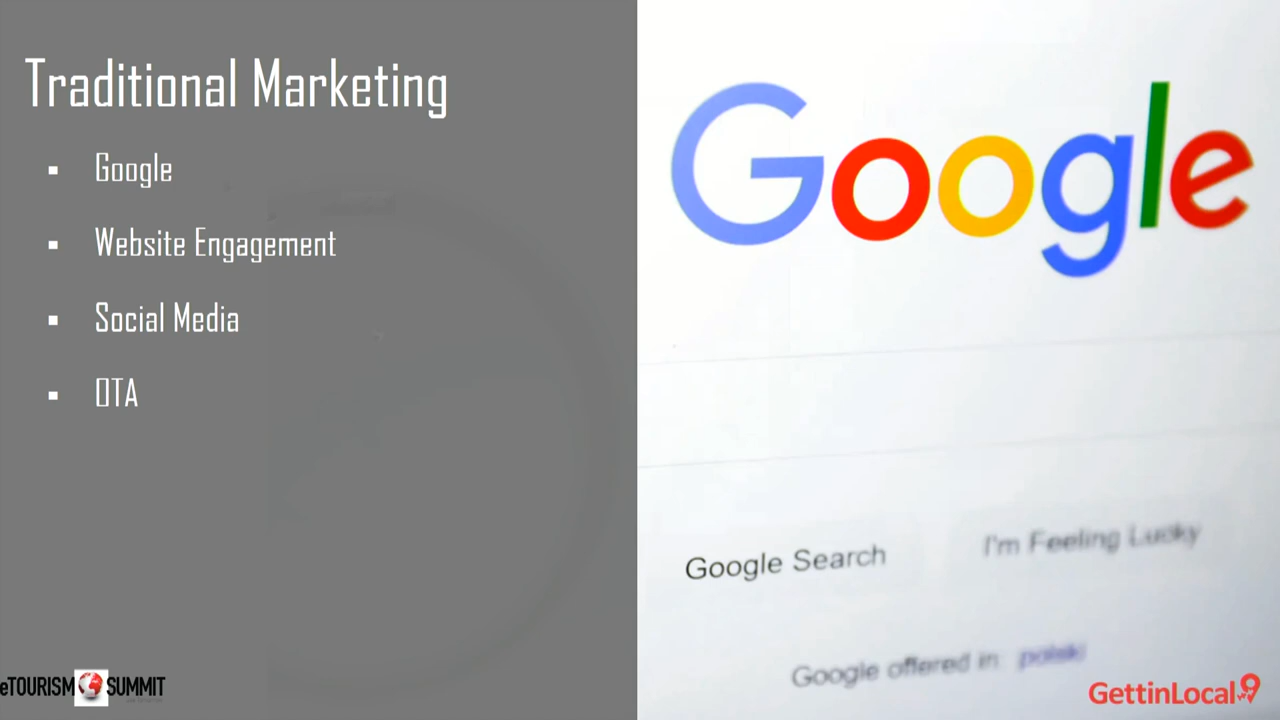 Traditional Marketing
▪ Google
▪ Website Engagement
▪ Social Media
▪ OTA
Google
Google Search
I'm Feeling Lucky
Google offered in: polski
eTOURISM SUMMIT
GettinLocal